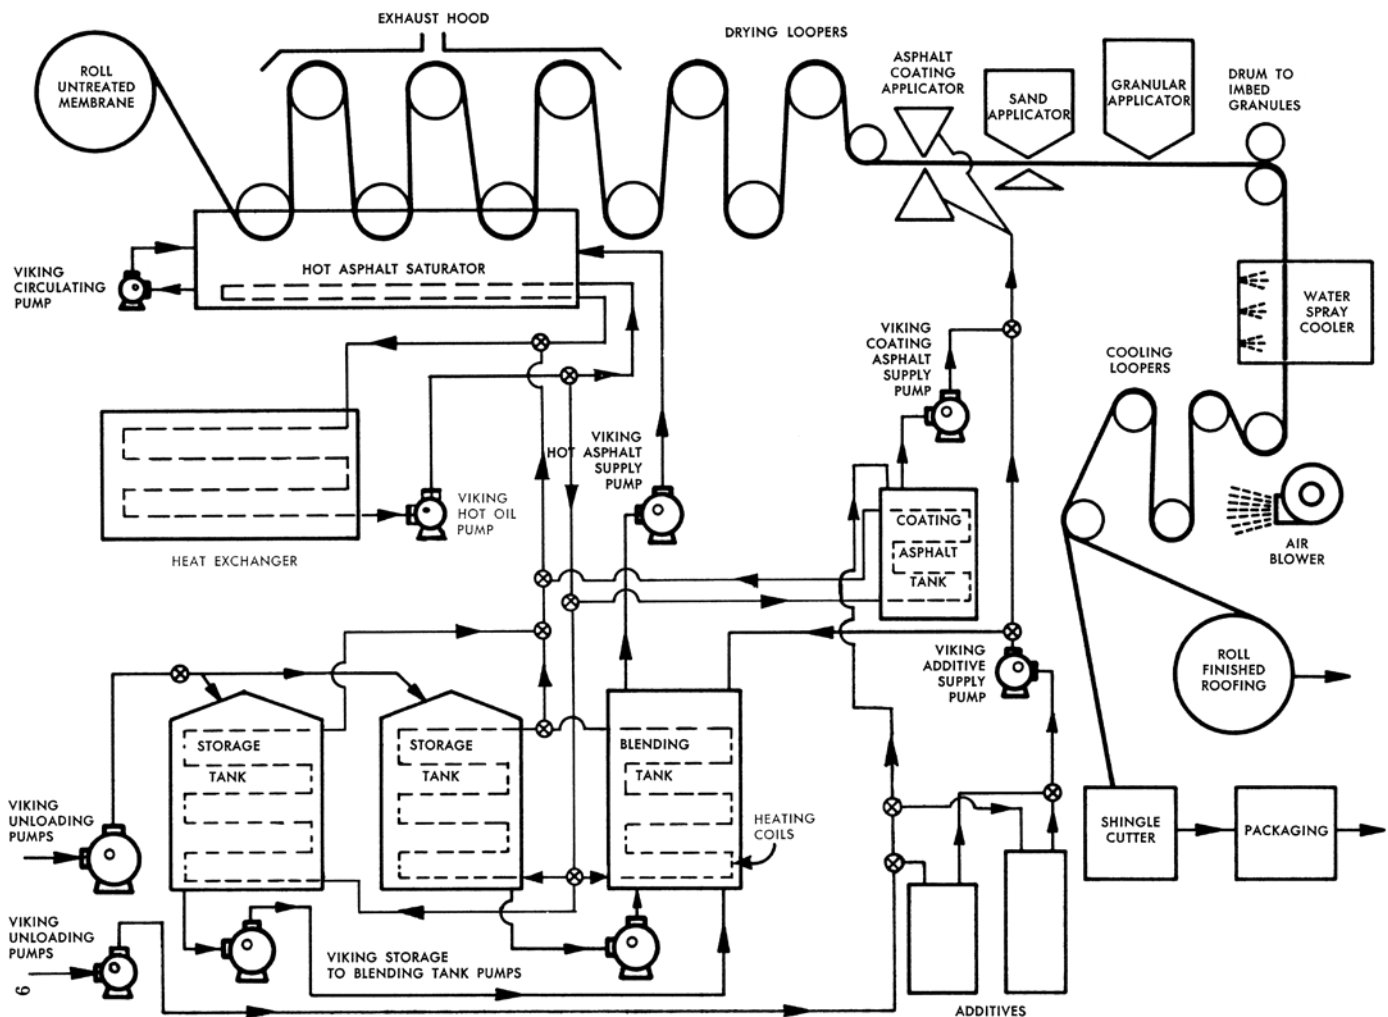 EXHAUST HOOD
DRYING LOOPERS
ROLL
UNTREATED
MEMBRANE
ASPHALT
COATING
APPLICATOR
SAND
APPLICATOR
GRANULAR
APPLICATOR
DRUM TO
IMBED
GRANULES
HOT ASPHALT SATURATOR
VIKING
CIRCULATING
PUMP
WATER
SPRAY
COOLER
VIKING
COATING
ASPHALT
SUPPLY
PUMP
COOLING
LOOPERS
VIKING
HOT ASPHALT
SUPPLY
PUMP
VIKING
HOT OIL
PUMP
HEAT EXCHANGER
COATING
ASPHALT
TANK
AIR
BLOWER
VIKING
ADDITIVE
SUPPLY
PUMP
ROLL
FINISHED
ROOFING
STORAGE
TANK
STORAGE
TANK
BLENDING
TANK
HEATING
COILS
VIKING
UNLOADING
PUMPS
SHINGLE
CUTTER
PACKAGING
VIKING
UNLOADING
PUMPS
VIKING STORAGE
TO BLENDING TANK PUMPS
6
ADDITIVES